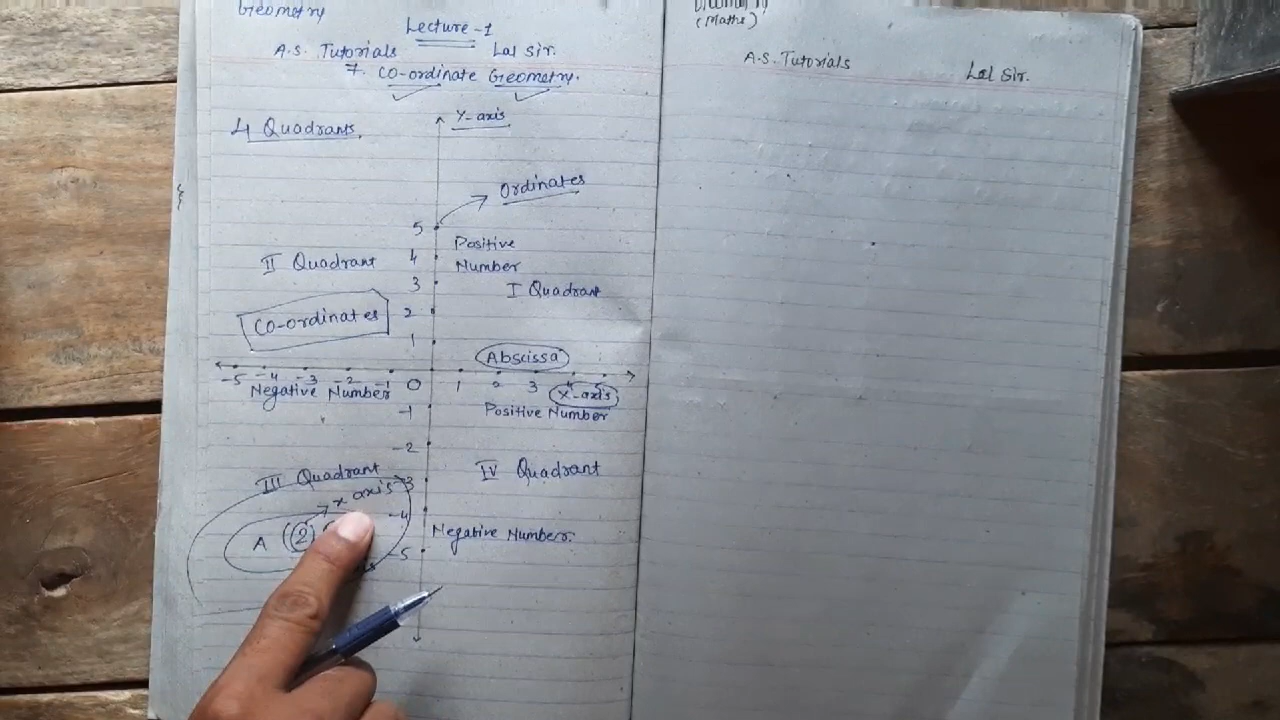 Geometry
Lecture-1
A.S. Tutorials Lal Sir.
7. Co-ordinate Geometry.
4 Quadrants.
Y-axis
Ordinates
5
Positive
4
Number
II Quadrant
3
I Quadrant
Co-ordinates
2
1
Abscissa
-5 -4 -3 -2 -1 0 1 2 3 4 5
Negative Number
X-axis
-1
Positive Number
-2
III Quadrant
IV Quadrant
-3
x axis
-4
A (2
Negative Number.
-5
(Maths)
A.S. Tutorials
Lal Sir.